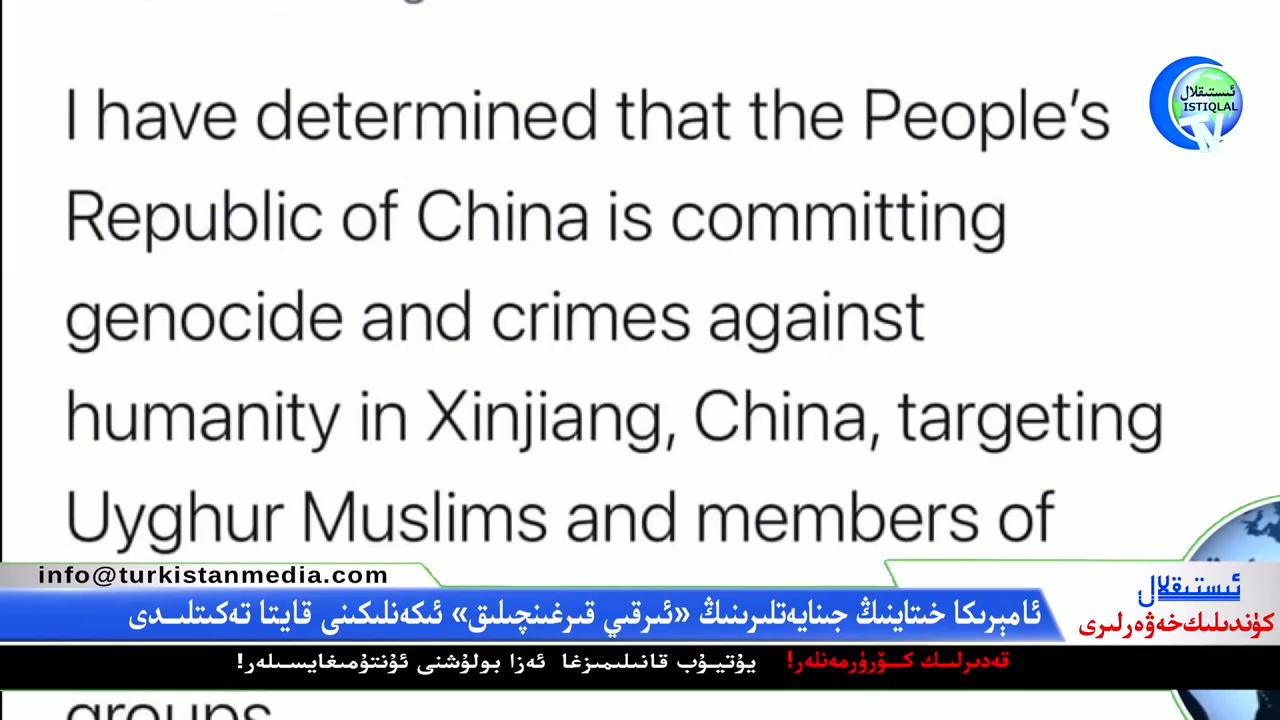 I have determined that the People's
Republic of China is committing
genocide and crimes against
humanity in Xinjiang, China, targeting
Uyghur Muslims and members of
ئىستىقلال
ISTIQLAL
TV
info@turkistanmedia.com
ئامېرىكا خىتاينىڭ جىنايەتلىرىنىڭ «ئىرقىي قىرغىنچىلىق» ئىكەنلىكىنى قايتا تەكىتلىدى
ئىستىقلال
كۈندىلىك خەۋەرلىرى
قەدىرلىك كۆرۈرمەنلەر! يۇتيۇب قانىلىمىزغا ئەزا بولۇشنى ئۇنتۇمىغايسىلەر!
groups